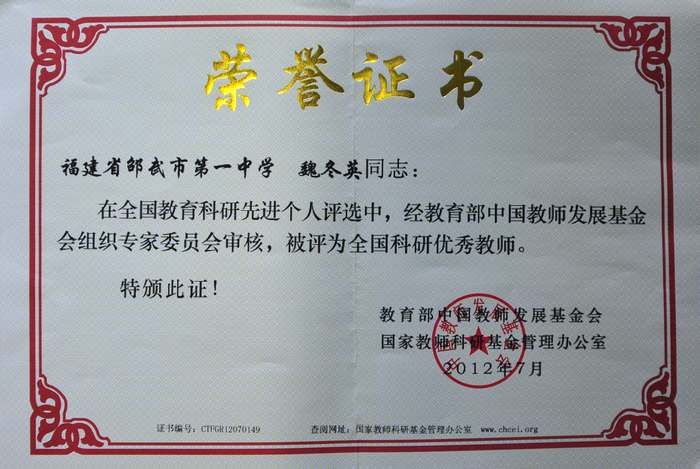 荣誉证书
福建省邵武市第一中学 魏冬英同志：
在全国教育科研先进个人评选中，经教育部中国教师发展基金
会组织专家委员会审核，被评为全国科研优秀教师。
特颁此证！
教育部中国教师发展基金会
国家教师科研基金管理办公室
2012年7月
证书编号：CTFGR12070149 查阅网址：国家教师科研基金管理办公室 www.chcei.org